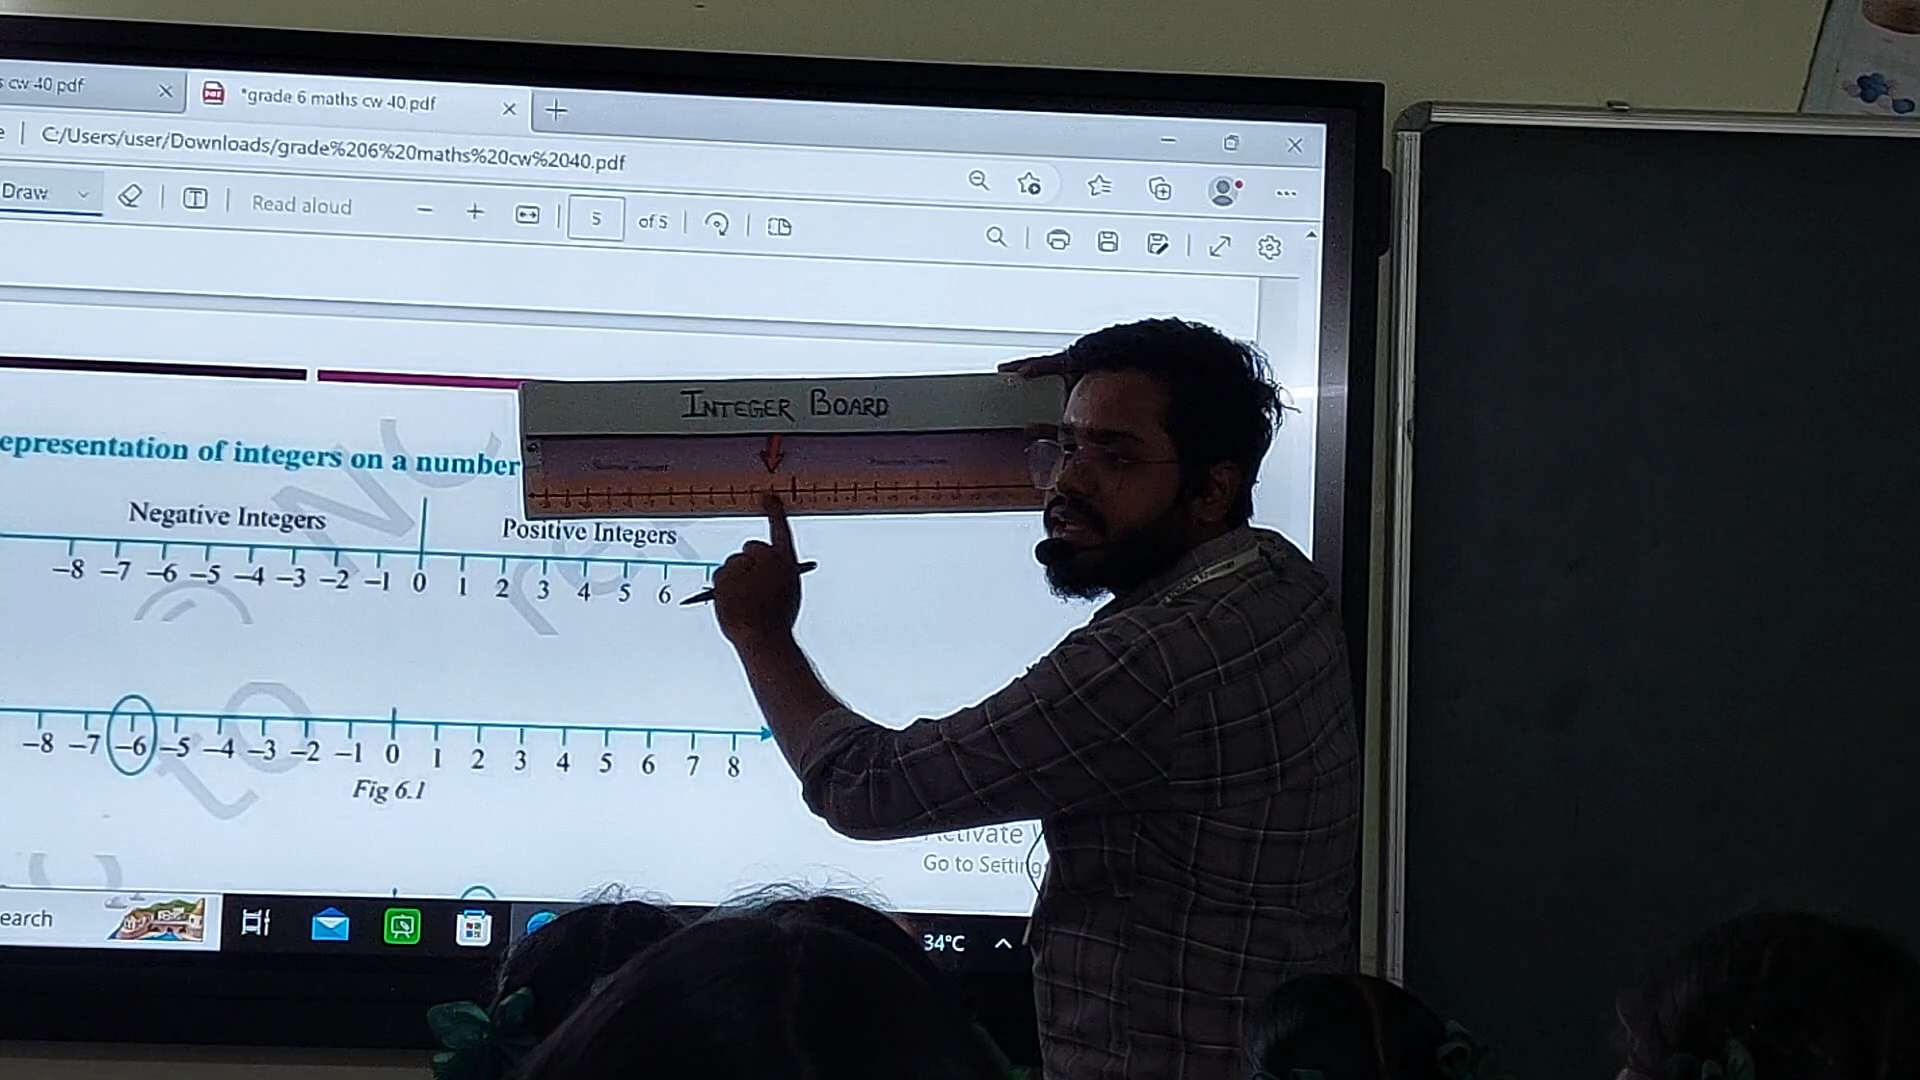 s cw 40 pdf
*grade 6 maths cw 40.pdf
C:/Users/user/Downloads/grade%206%20maths%20cw%2040.pdf
Draw
Read aloud
5 of 5
INTEGER BOARD
epresentation of integers on a number
Negative Integers
Positive Integers
–8 –7 –6 –5 –4 –3 –2 –1 0 1 2 3 4 5 6
–8 –7 –6 –5 –4 –3 –2 –1 0 1 2 3 4 5 6 7 8
Fig 6.1
Activate
Go to Setting
earch
34°C